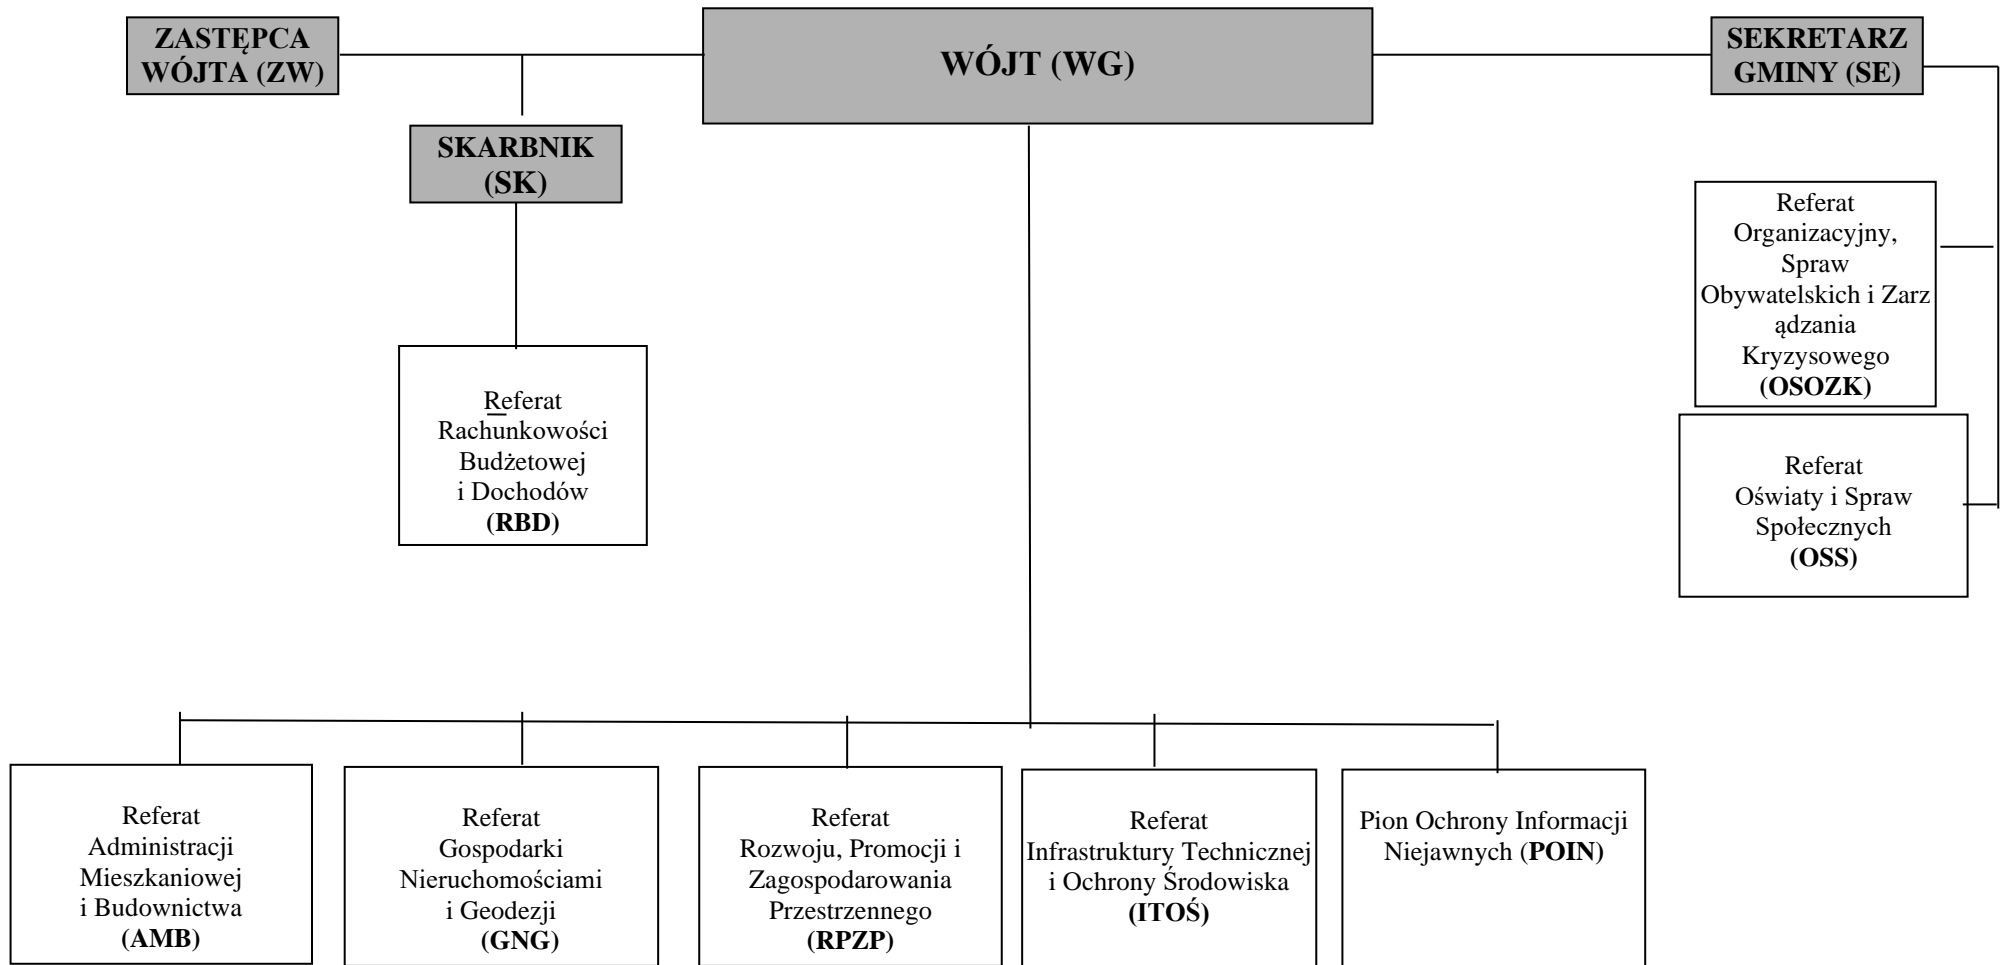 ZASTĘPCA
WÓJTA (ZW)
WÓJT (WG)
SEKRETARZ
GMINY (SE)
SKARBNIK
(SK)
Referat
Organizacyjny,
Spraw
Obywatelskich i Zarz
ądzania
Kryzysowego
(OSOZK)
Referat
Rachunkowości
Budżetowej
i Dochodów
(RBD)
Referat
Oświaty i Spraw
Społecznych
(OSS)
Referat
Administracji
Mieszkaniowej
i Budownictwa
(AMB)
Referat
Gospodarki
Nieruchomościami
i Geodezji
(GNG)
Referat
Rozwoju, Promocji i
Zagospodarowania
Przestrzennego
(RPZP)
Referat
Infrastruktury Technicznej
i Ochrony Środowiska
(ITOŚ)
Pion Ochrony Informacji
Niejawnych (POIN)